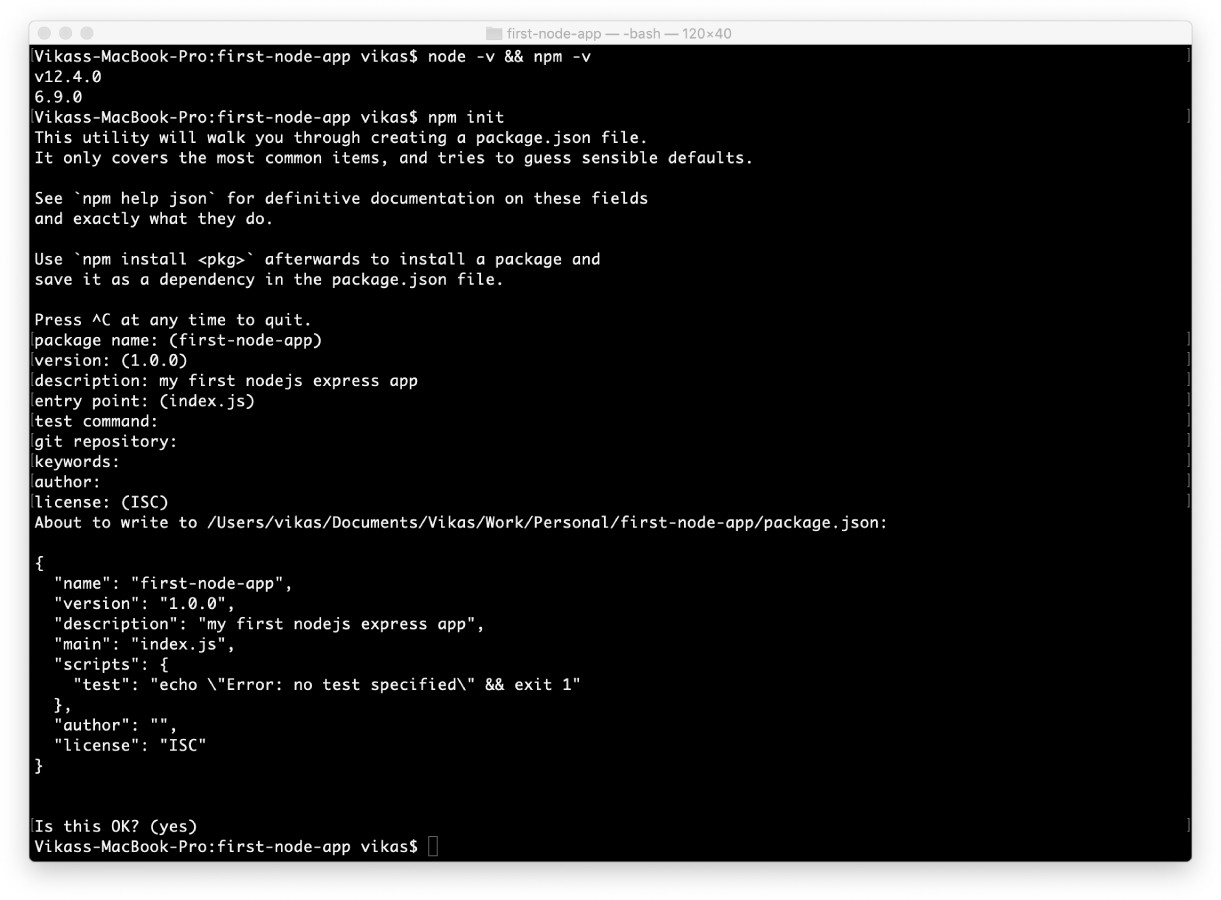 first-node-app — -bash — 120×40
Vikass-MacBook-Pro:first-node-app vikas$ node -v && npm -v
v12.4.0
6.9.0
Vikass-MacBook-Pro:first-node-app vikas$ npm init
This utility will walk you through creating a package.json file.
It only covers the most common items, and tries to guess sensible defaults.

See `npm help json` for definitive documentation on these fields
and exactly what they do.

Use `npm install <pkg>` afterwards to install a package and
save it as a dependency in the package.json file.

Press ^C at any time to quit.
package name: (first-node-app)
version: (1.0.0)
description: my first nodejs express app
entry point: (index.js)
test command:
git repository:
keywords:
author:
license: (ISC)
About to write to /Users/vikas/Documents/Vikas/Work/Personal/first-node-app/package.json:

{
  "name": "first-node-app",
  "version": "1.0.0",
  "description": "my first nodejs express app",
  "main": "index.js",
  "scripts": {
    "test": "echo \"Error: no test specified\" && exit 1"
  },
  "author": "",
  "license": "ISC"
}

Is this OK? (yes)
Vikass-MacBook-Pro:first-node-app vikas$